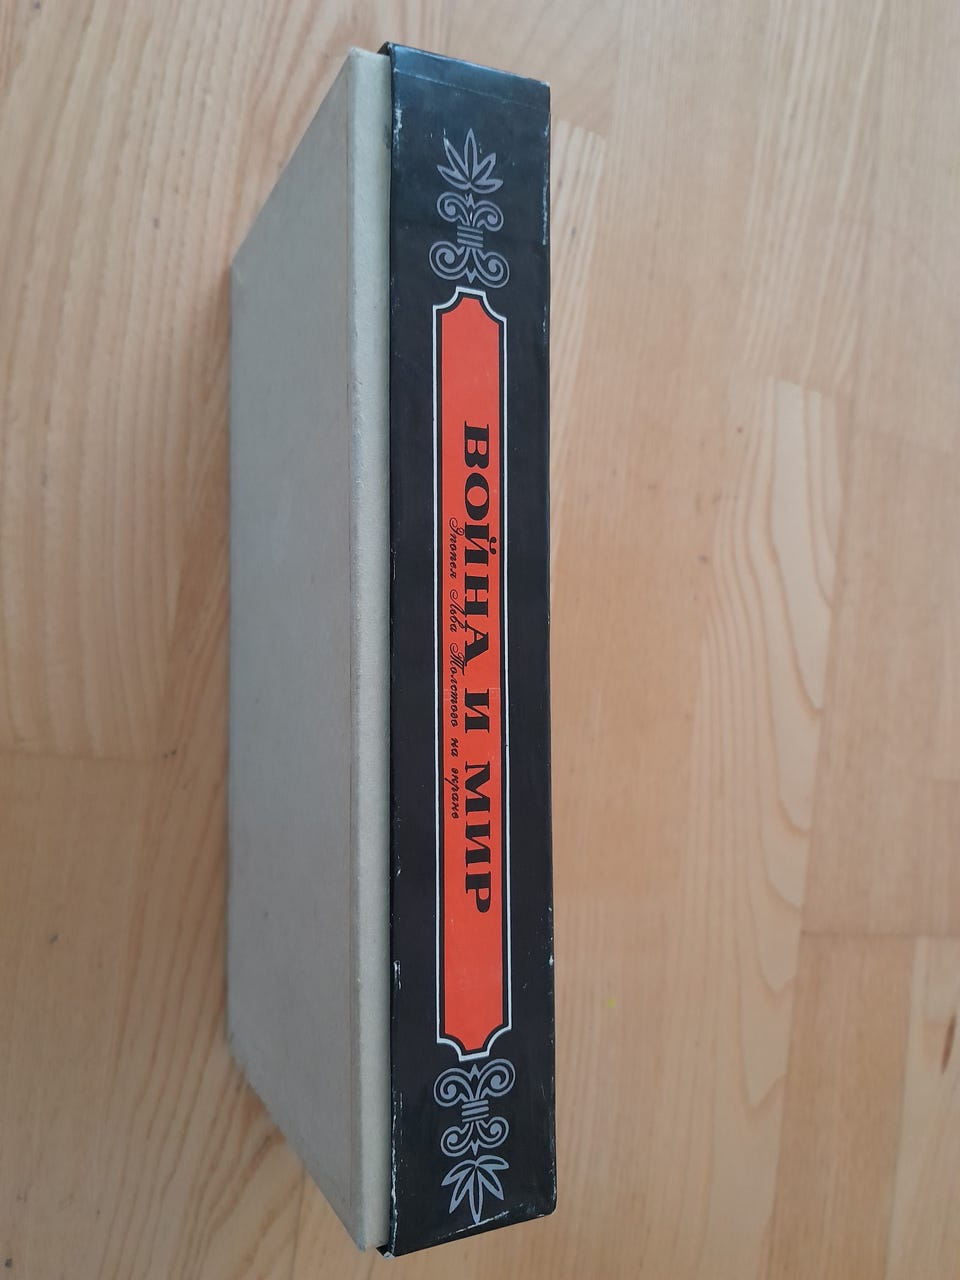 ВОЙНА И МИР
Эпопея Льва Толстого на экране